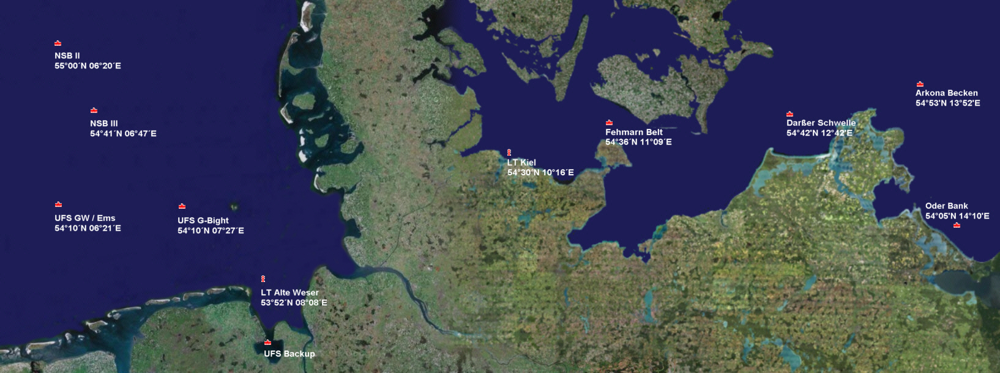 NSB II
55°00´N 06°20´E
NSB III
54°41´N 06°47´E
UFS GW / Ems
54°10´N 06°21´E
UFS G-Bight
54°10´N 07°27´E
LT Alte Weser
53°52´N 08°08´E
UFS Backup
LT Kiel
54°30´N 10°16´E
Fehmarn Belt
54°36´N 11°09´E
Darßer Schwelle
54°42'N 12°42'E
Arkona Becken
54°53'N 13°52'E
Oder Bank
54°05'N 14°10'E